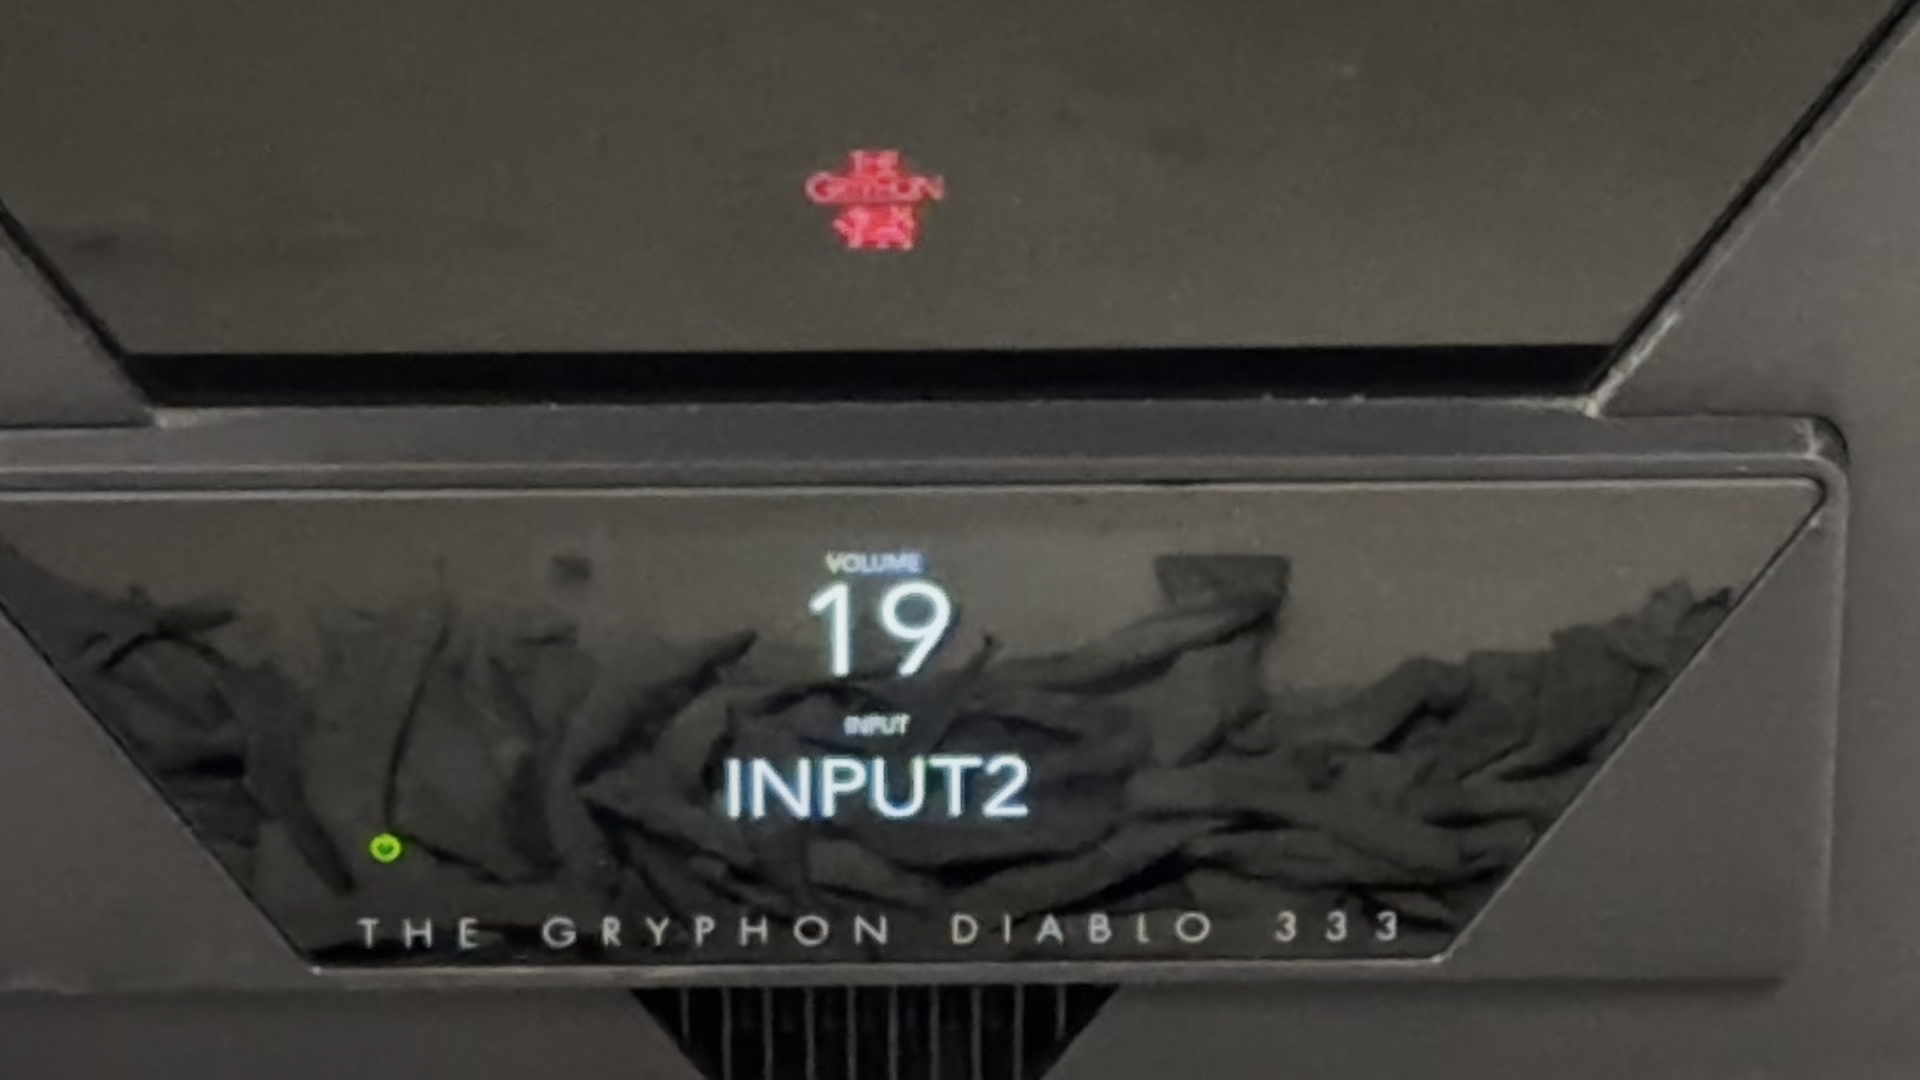 THE
GRYPHON
VOLUME
19
INPUT
INPUT2
THE GRYPHON DIABLO 333